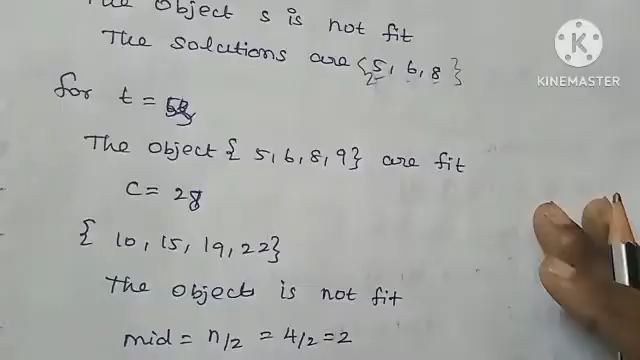 The object s is not fit
The solutions are {5, 6, 8}
KINEMASTER
for t =
The object { 5, 6, 8, 9} are fit
C = 28
{ 10, 15, 19, 22}
The object is not fit
mid = n/2 = 4/2 = 2